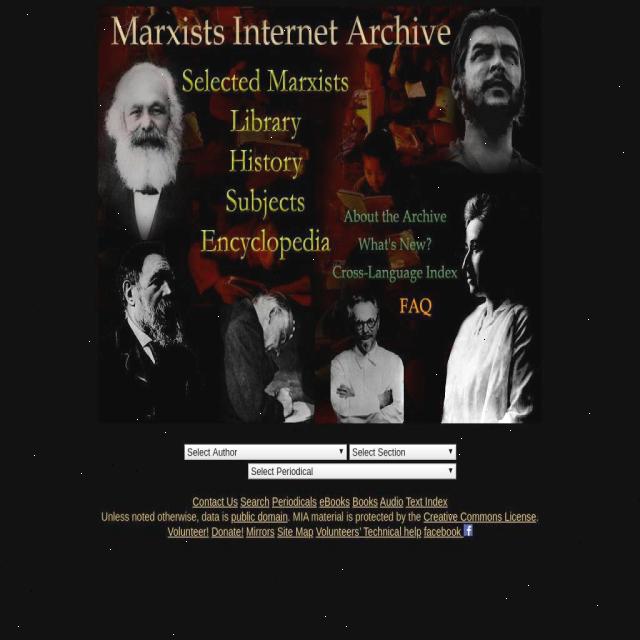 Marxists Internet Archive
Selected Marxists
Library
History
Subjects
Encyclopedia
About the Archive
What's New?
Cross-Language Index
FAQ
Select Author
Select Section
Select Periodical
Contact Us Search Periodicals eBooks Books Audio Text Index
Unless noted otherwise, data is public domain. MIA material is protected by the Creative Commons License.
Volunteer! Donate! Mirrors Site Map Volunteers' Technical help facebook